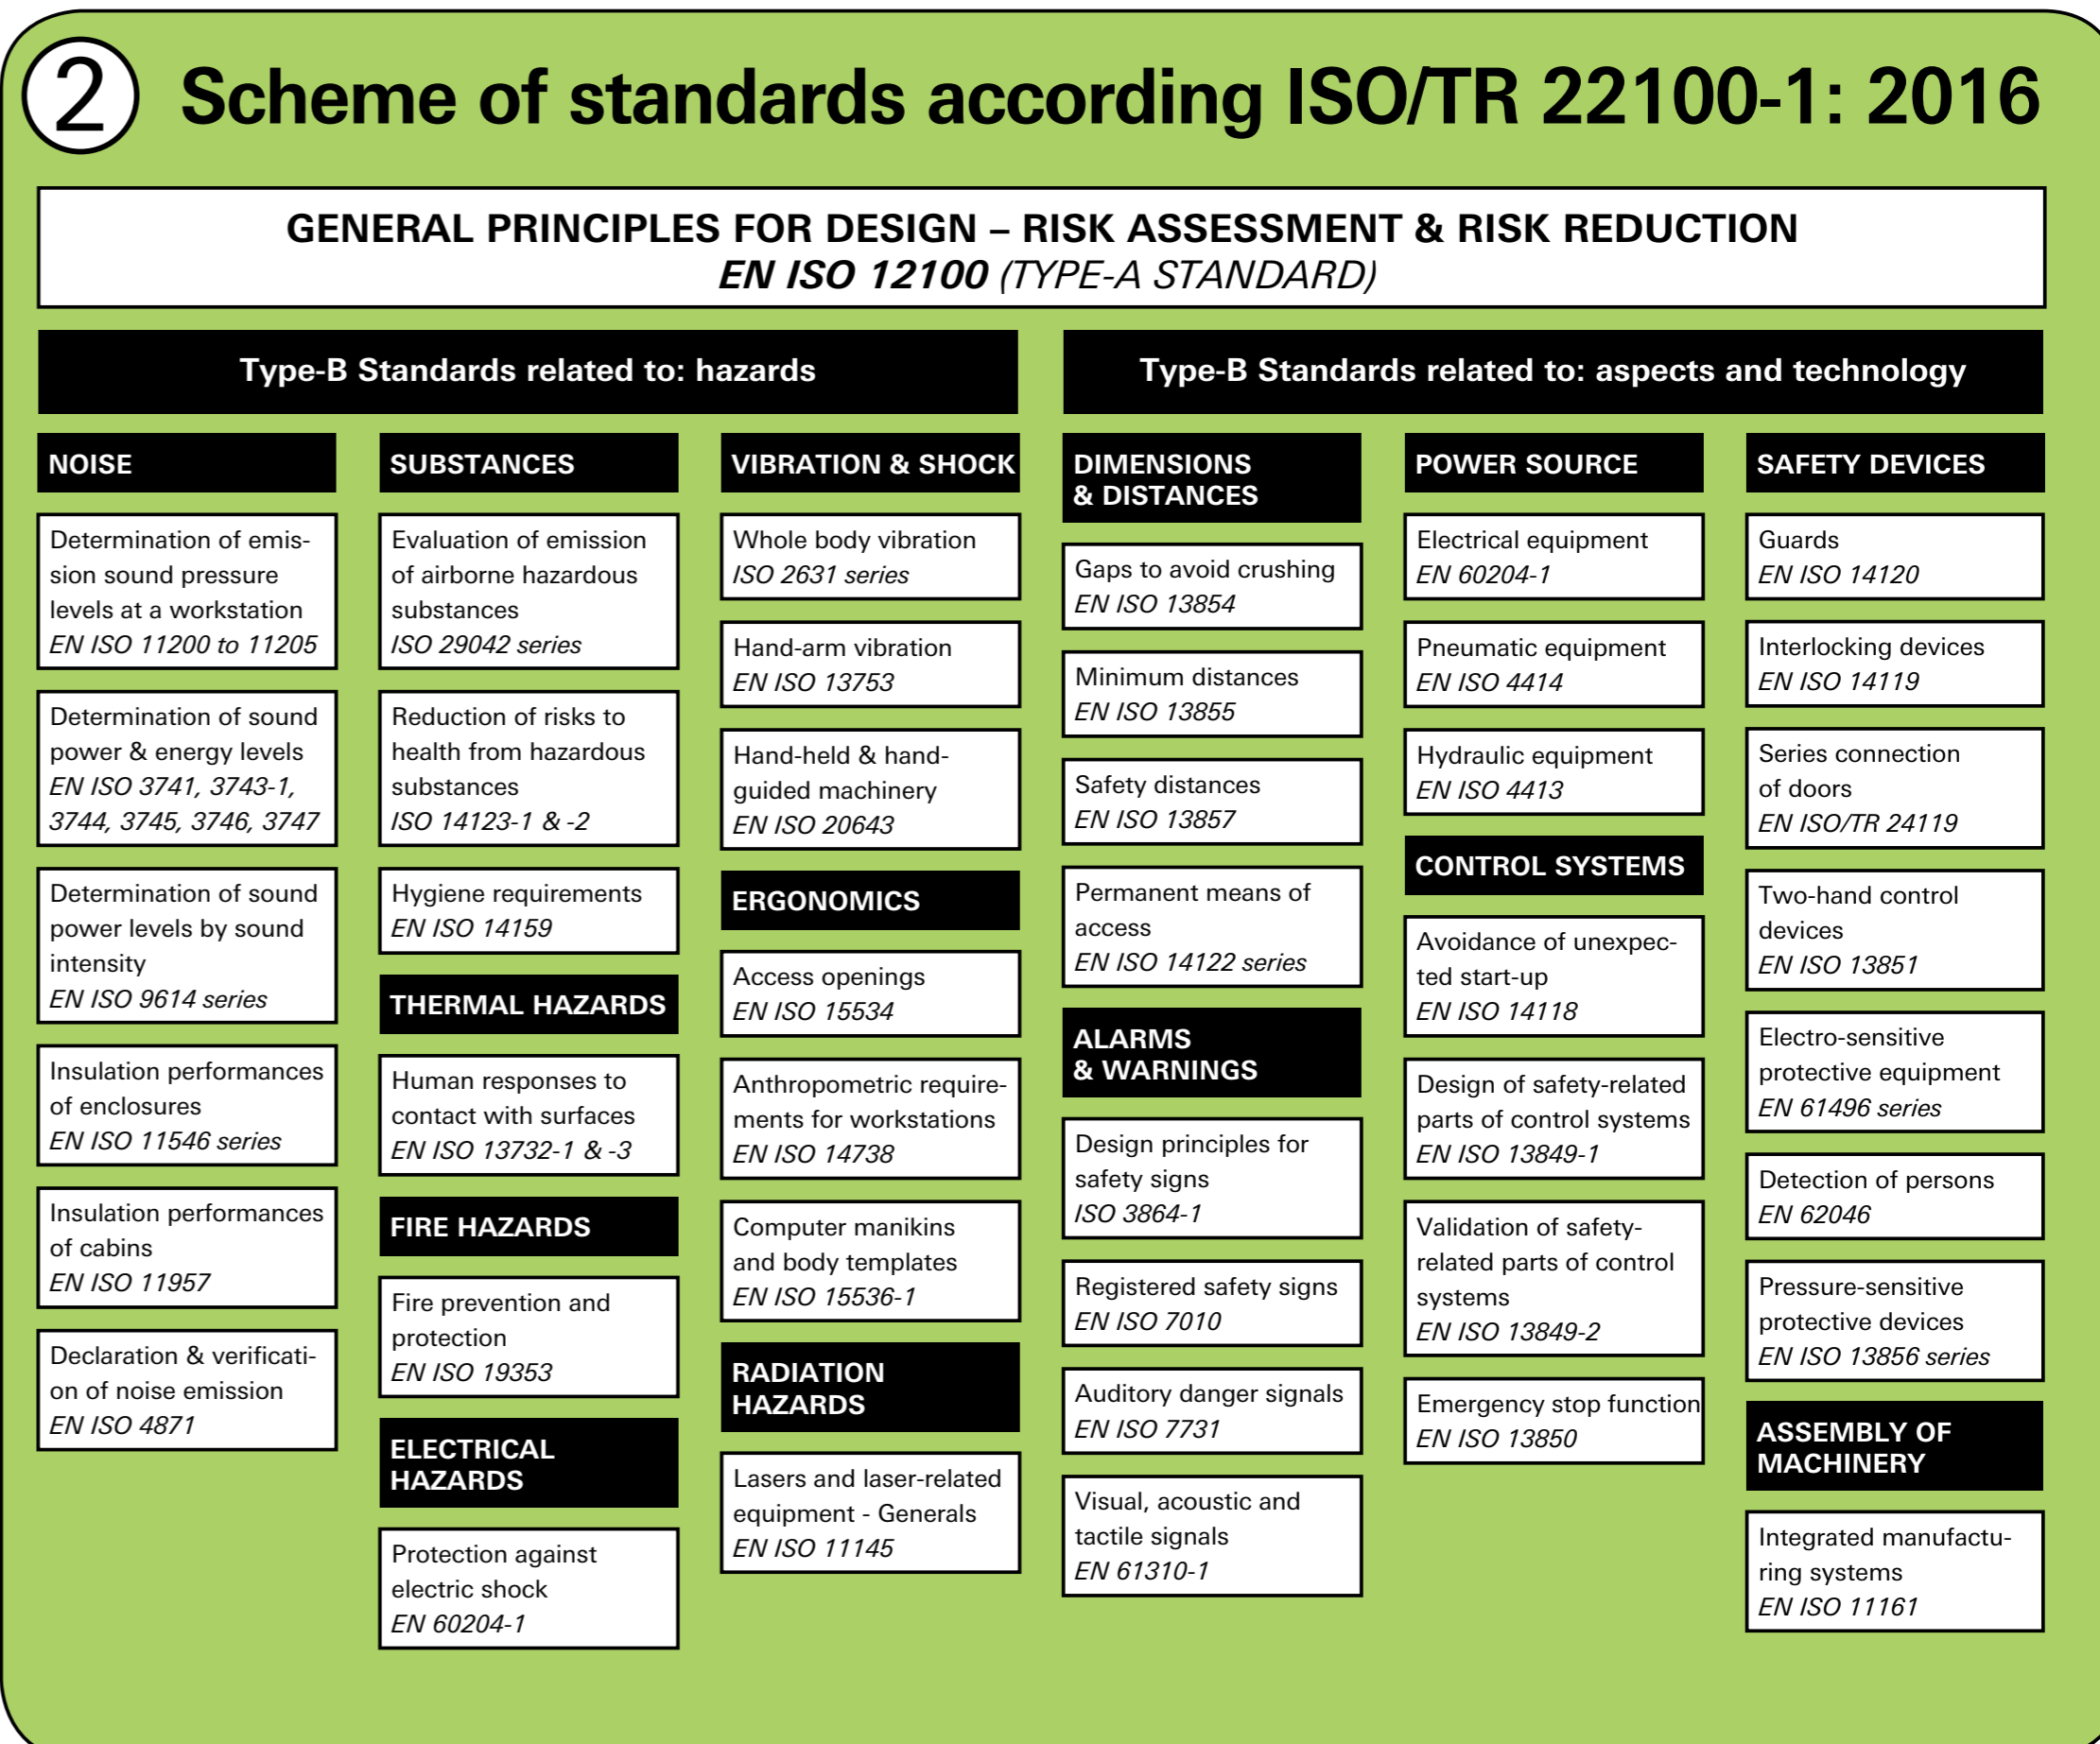 2 Scheme of standards according ISO/TR 22100-1: 2016
GENERAL PRINCIPLES FOR DESIGN – RISK ASSESSMENT & RISK REDUCTION
EN ISO 12100 (TYPE-A STANDARD)
Type-B Standards related to: hazards
NOISE
Determination of emis-
sion sound pressure
levels at a workstation
EN ISO 11200 to 11205
Determination of sound
power & energy levels
EN ISO 3741, 3743-1,
3744, 3745, 3746, 3747
Determination of sound
power levels by sound
intensity
EN ISO 9614 series
Insulation performances
of enclosures
EN ISO 11546 series
Insulation performances
of cabins
EN ISO 11957
Declaration & verificati-
on of noise emission
EN ISO 4871
SUBSTANCES
Evaluation of emission
of airborne hazardous
substances
ISO 29042 series
Reduction of risks to
health from hazardous
substances
ISO 14123-1 & -2
Hygiene requirements
EN ISO 14159
THERMAL HAZARDS
Human responses to
contact with surfaces
EN ISO 13732-1 & -3
FIRE HAZARDS
Fire prevention and
protection
EN ISO 19353
ELECTRICAL
HAZARDS
Protection against
electric shock
EN 60204-1
VIBRATION & SHOCK
Whole body vibration
ISO 2631 series
Hand-arm vibration
EN ISO 13753
Hand-held & hand-
guided machinery
EN ISO 20643
ERGONOMICS
Access openings
EN ISO 15534
Anthropometric require-
ments for workstations
EN ISO 14738
Computer manikins
and body templates
EN ISO 15536-1
RADIATION
HAZARDS
Lasers and laser-related
equipment - Generals
EN ISO 11145
Type-B Standards related to: aspects and technology
DIMENSIONS
& DISTANCES
Gaps to avoid crushing
EN ISO 13854
Minimum distances
EN ISO 13855
Safety distances
EN ISO 13857
Permanent means of
access
EN ISO 14122 series
ALARMS
& WARNINGS
Design principles for
safety signs
ISO 3864-1
Registered safety signs
EN ISO 7010
Auditory danger signals
EN ISO 7731
Visual, acoustic and
tactile signals
EN 61310-1
POWER SOURCE
Electrical equipment
EN 60204-1
Pneumatic equipment
EN ISO 4414
Hydraulic equipment
EN ISO 4413
CONTROL SYSTEMS
Avoidance of unexpec-
ted start-up
EN ISO 14118
Design of safety-related
parts of control systems
EN ISO 13849-1
Validation of safety-
related parts of control
systems
EN ISO 13849-2
Emergency stop function
EN ISO 13850
SAFETY DEVICES
Guards
EN ISO 14120
Interlocking devices
EN ISO 14119
Series connection
of doors
EN ISO/TR 24119
Two-hand control
devices
EN ISO 13851
Electro-sensitive
protective equipment
EN 61496 series
Detection of persons
EN 62046
Pressure-sensitive
protective devices
EN ISO 13856 series
ASSEMBLY OF
MACHINERY
Integrated manufactu-
ring systems
EN ISO 11161